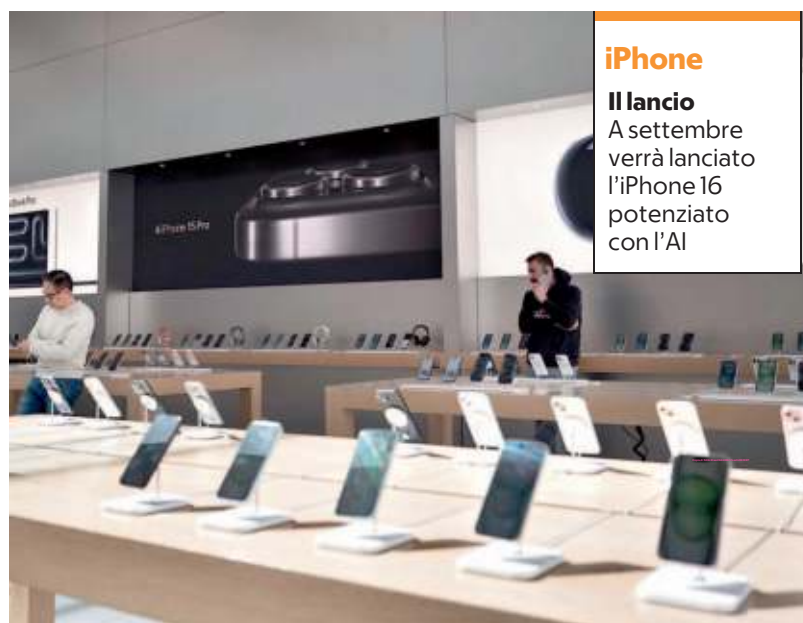 iPhone
Il lancio
A settembre
verrà lanciato
l'iPhone 16
potenziato
con l'AI
iPhone 15 Pro